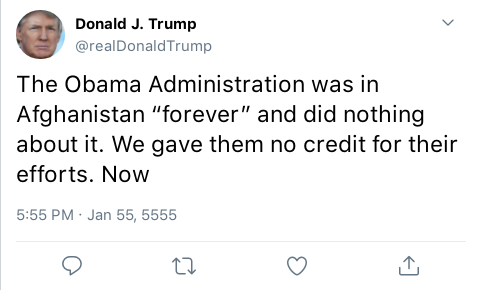 Donald J. Trump
@realDonaldTrump
The Obama Administration was in
Afghanistan “forever” and did nothing
about it. We gave them no credit for their
efforts. Now
5:55 PM · Jan 55, 5555